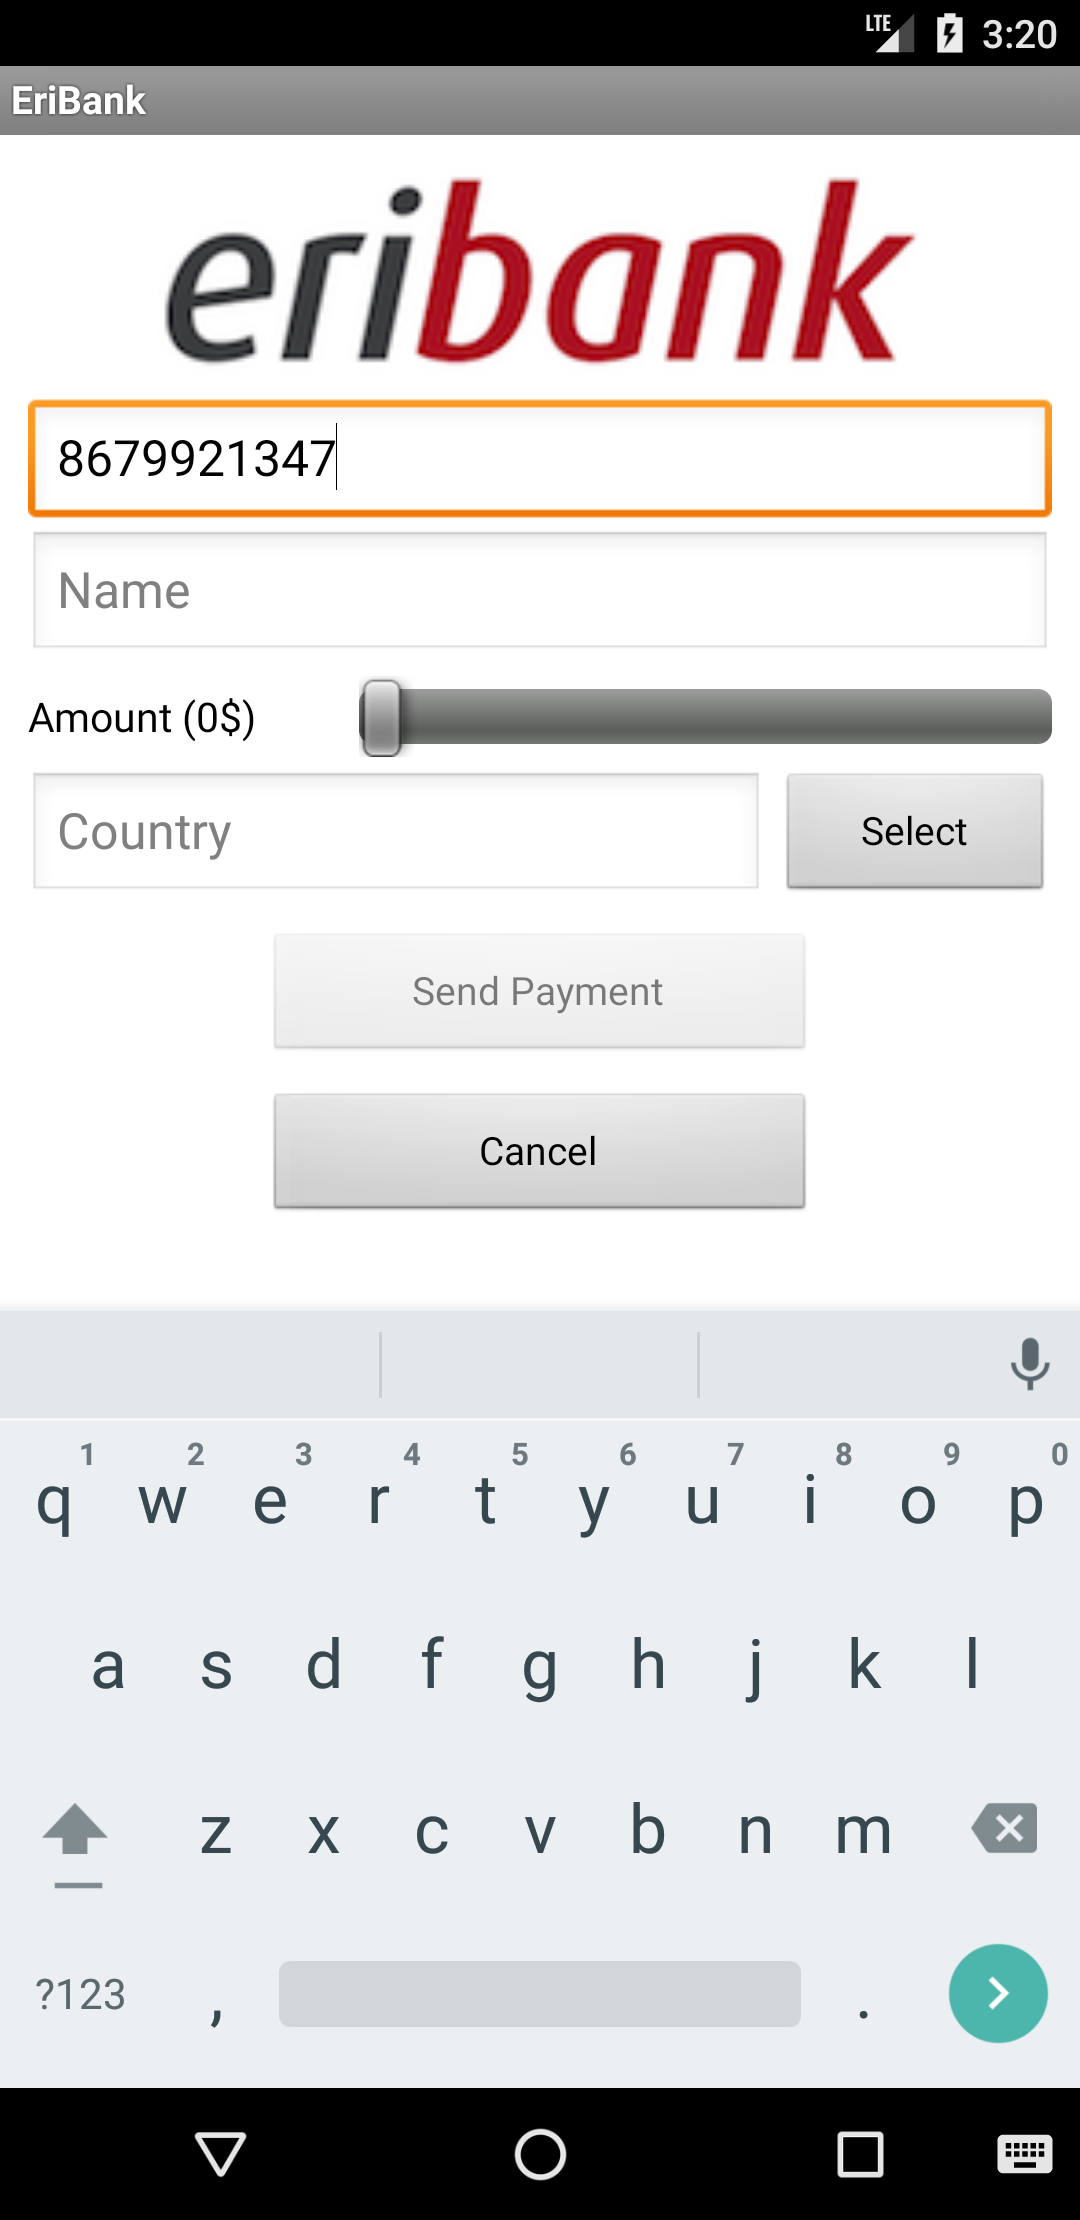 LTE 3:20
EriBank
eribank
8679921347
Name
Amount (0$)
Country Select
Send Payment
Cancel
1 2 3 4 5 6 7 8 9 0
q w e r t y u i o p
a s d f g h j k l
z x c v b n m
?123 , .